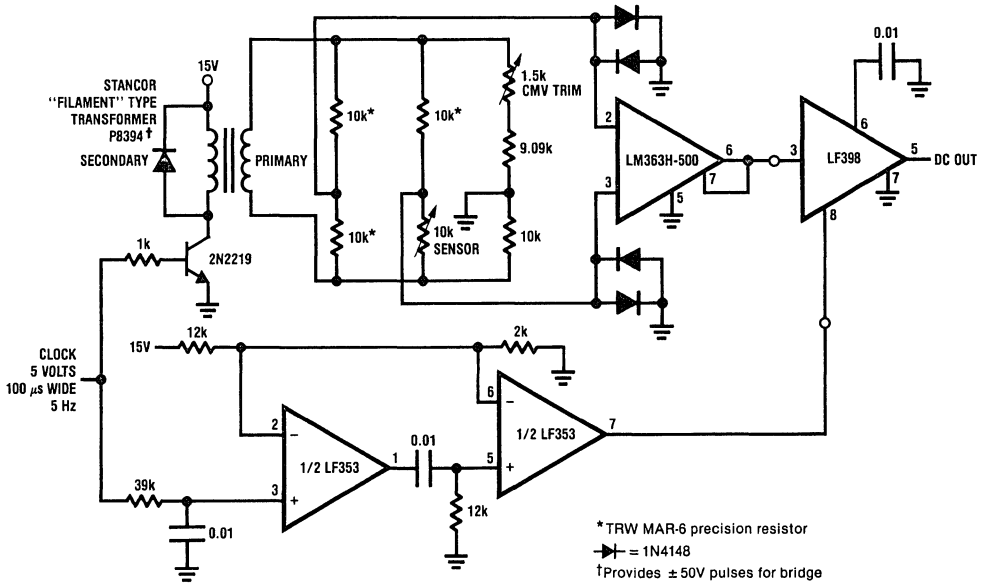 0.01
15V
STANCOR
"FILAMENT" TYPE
TRANSFORMER
P8394†
SECONDARY
PRIMARY
10k*
10k*
1.5k
CMV TRIM
9.09k
10k*
10k
SENSOR
10k
2
3
LM363H-500
6
7
5
3
6
LF398
5
DC OUT
7
8
1k
2N2219
15V
12k
2k
CLOCK
5 VOLTS
100 μs WIDE
5 Hz
2
−
1/2 LF353
1
3
+
0.01
6
−
1/2 LF353
7
5
+
12k
39k
0.01
*TRW MAR-6 precision resistor
= 1N4148
†Provides ± 50V pulses for bridge